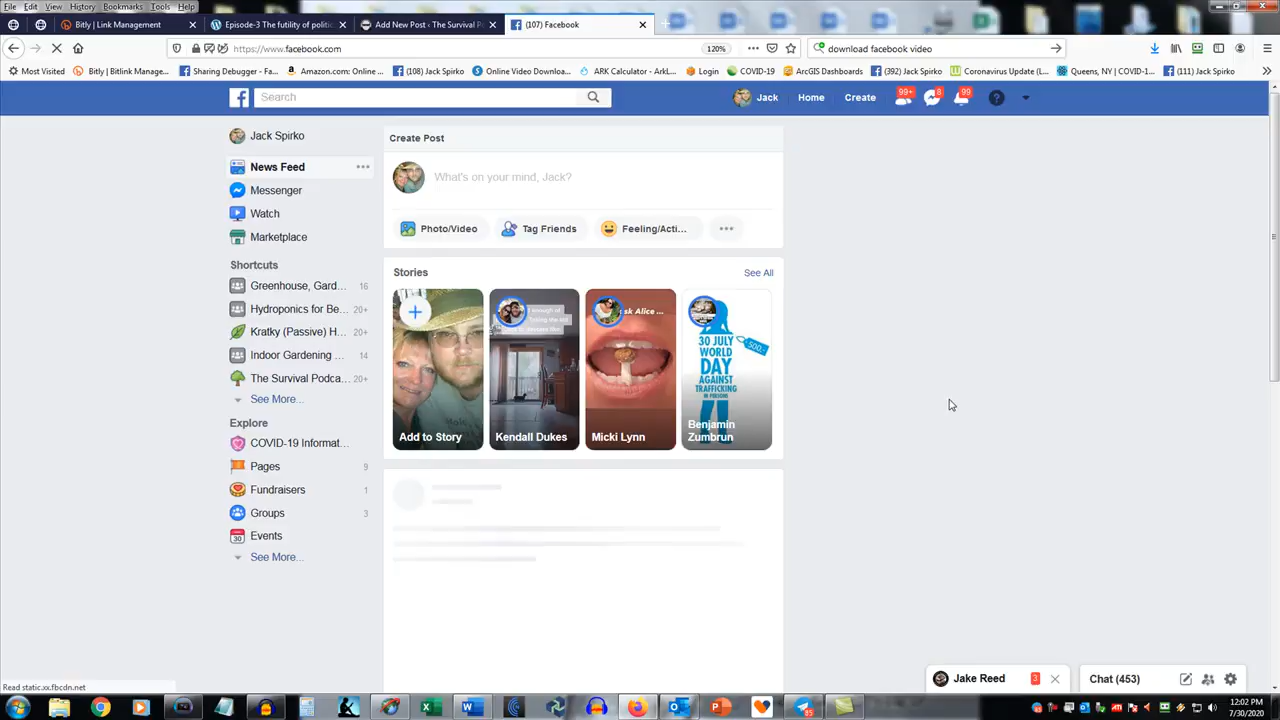 File Edit View History Bookmarks Tools Help
Bitly | Link Management
Episode-3 The futility of politi
Add New Post ‹ The Survival P
(107) Facebook
https://www.facebook.com
120%
download facebook video
Most Visited
Bitly | Bitlink Manage...
Sharing Debugger - Fa...
Amazon.com: Online ...
(108) Jack Spirko
Online Video Downloa...
ARK Calculator - ArkL...
Login
COVID-19
ArcGIS Dashboards
(392) Jack Spirko
Coronavirus Update (L...
Queens, NY | COVID-1...
(111) Jack Spirko
Search
Jack
Home
Create
99+
8
99
Jack Spirko
News Feed
Messenger
Watch
Marketplace
Shortcuts
Greenhouse, Gard... 16
Hydroponics for Be... 20+
Kratky (Passive) H... 20+
Indoor Gardening ... 14
The Survival Podca... 20+
See More...
Explore
COVID-19 Informat...
Pages 9
Fundraisers 1
Groups 3
Events
See More...
Create Post
What's on your mind, Jack?
Photo/Video
Tag Friends
Feeling/Acti...
Stories
See All
Add to Story
Kendall Dukes
ask Alice ...
Micki Lynn
30 JULY
WORLD
DAY
AGAINST
TRAFFICKING
IN PERSONS
Benjamin
Zumbrun
Jake Reed 3
Chat (453)
Read static.xx.fbcdn.net
12:02 PM
7/30/2020